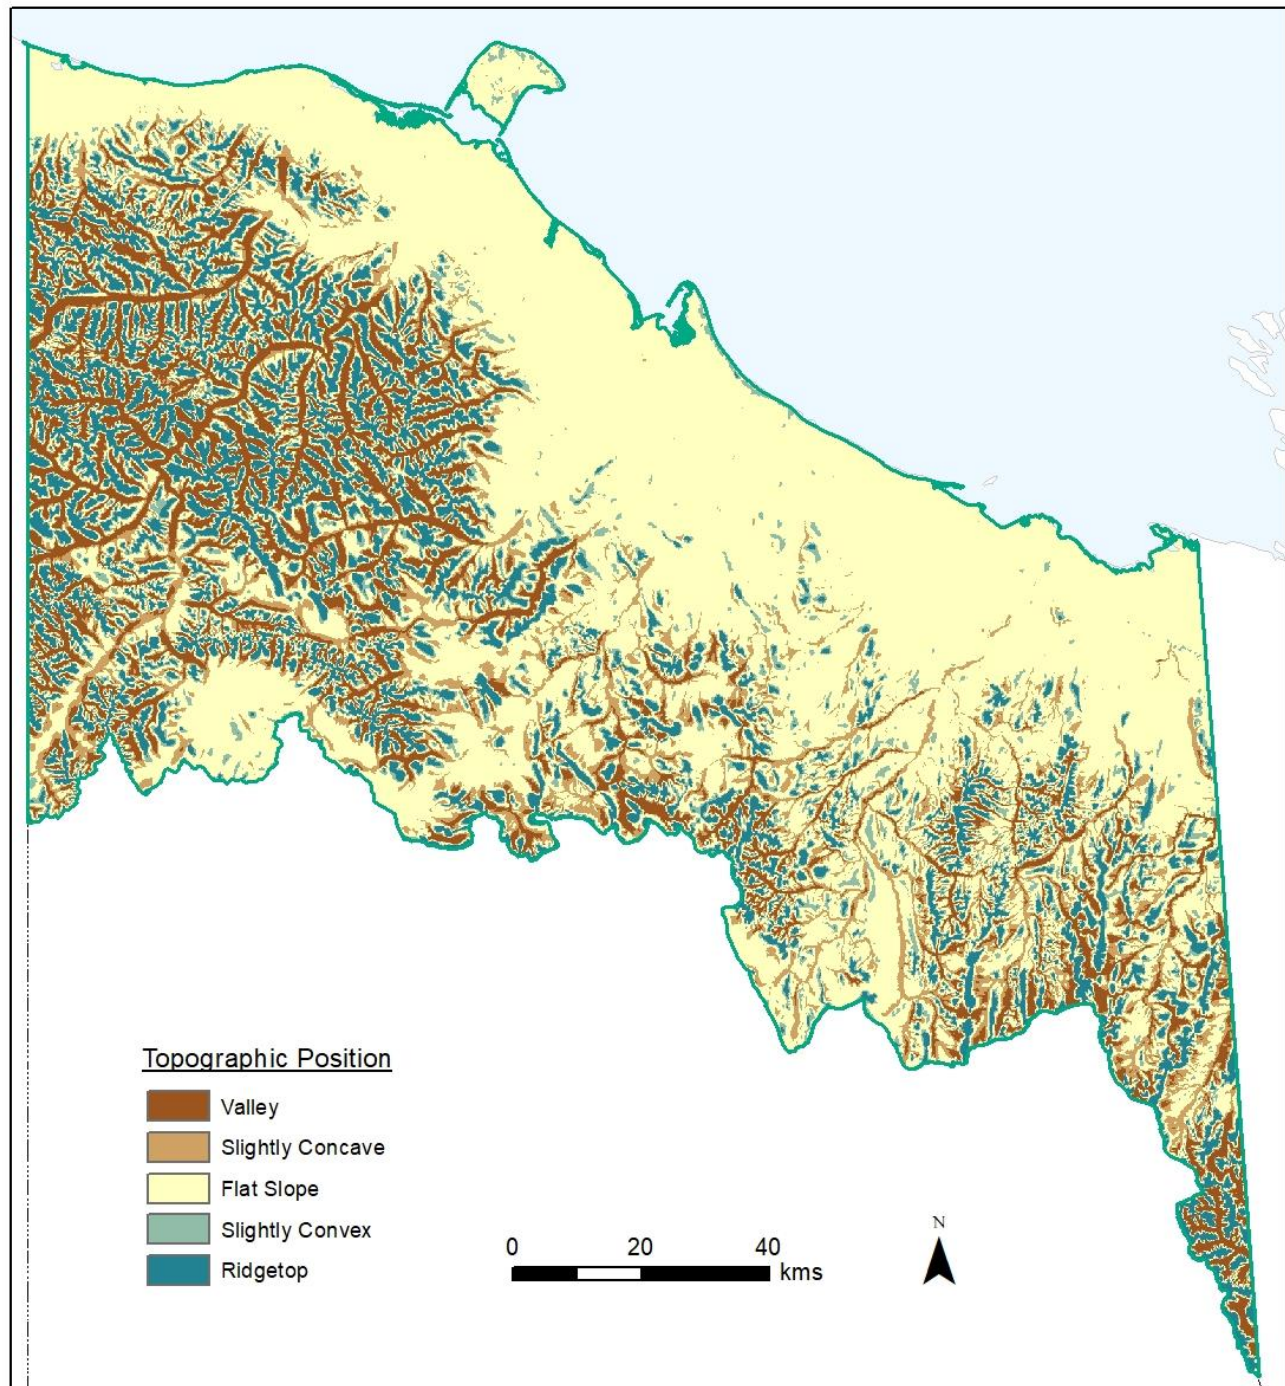 Topographic Position
Valley
Slightly Concave
Flat Slope
Slightly Convex
Ridgetop
0 20 40
kms
N